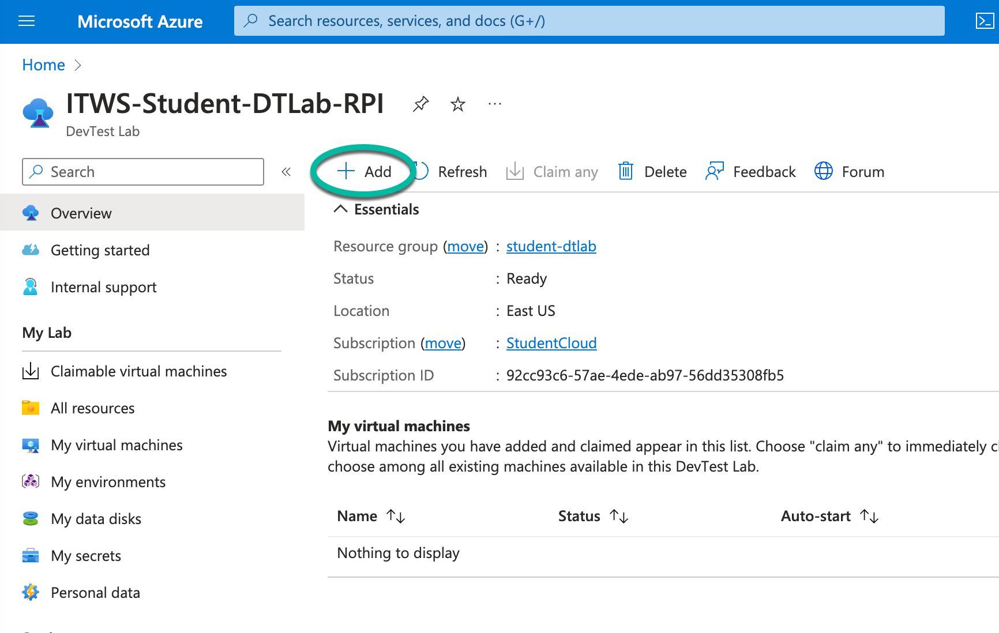 Microsoft Azure
Search resources, services, and docs (G+/)
Home
ITWS-Student-DTLab-RPI
DevTest Lab
Search
Add
Refresh
Claim any
Delete
Feedback
Forum
Overview
Getting started
Internal support
My Lab
Claimable virtual machines
All resources
My virtual machines
My environments
My data disks
My secrets
Personal data
Essentials
Resource group (move) : student-dtlab
Status : Ready
Location : East US
Subscription (move) : StudentCloud
Subscription ID : 92cc93c6-57ae-4ede-ab97-56dd35308fb5
My virtual machines
Virtual machines you have added and claimed appear in this list. Choose "claim any" to immediately
choose among all existing machines available in this DevTest Lab.
Name Status Auto-start
Nothing to display